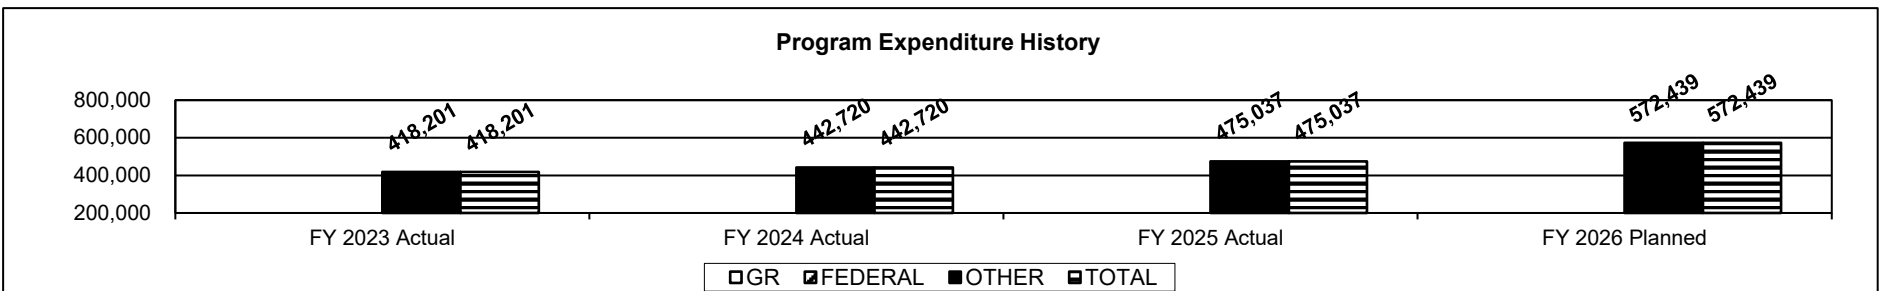 Program Expenditure History
800,000
600,000
400,000
200,000
418,201 418,201 442,720 442,720 475,037 475,037 572,439 572,439
FY 2023 Actual FY 2024 Actual FY 2025 Actual FY 2026 Planned
GR FEDERAL OTHER TOTAL